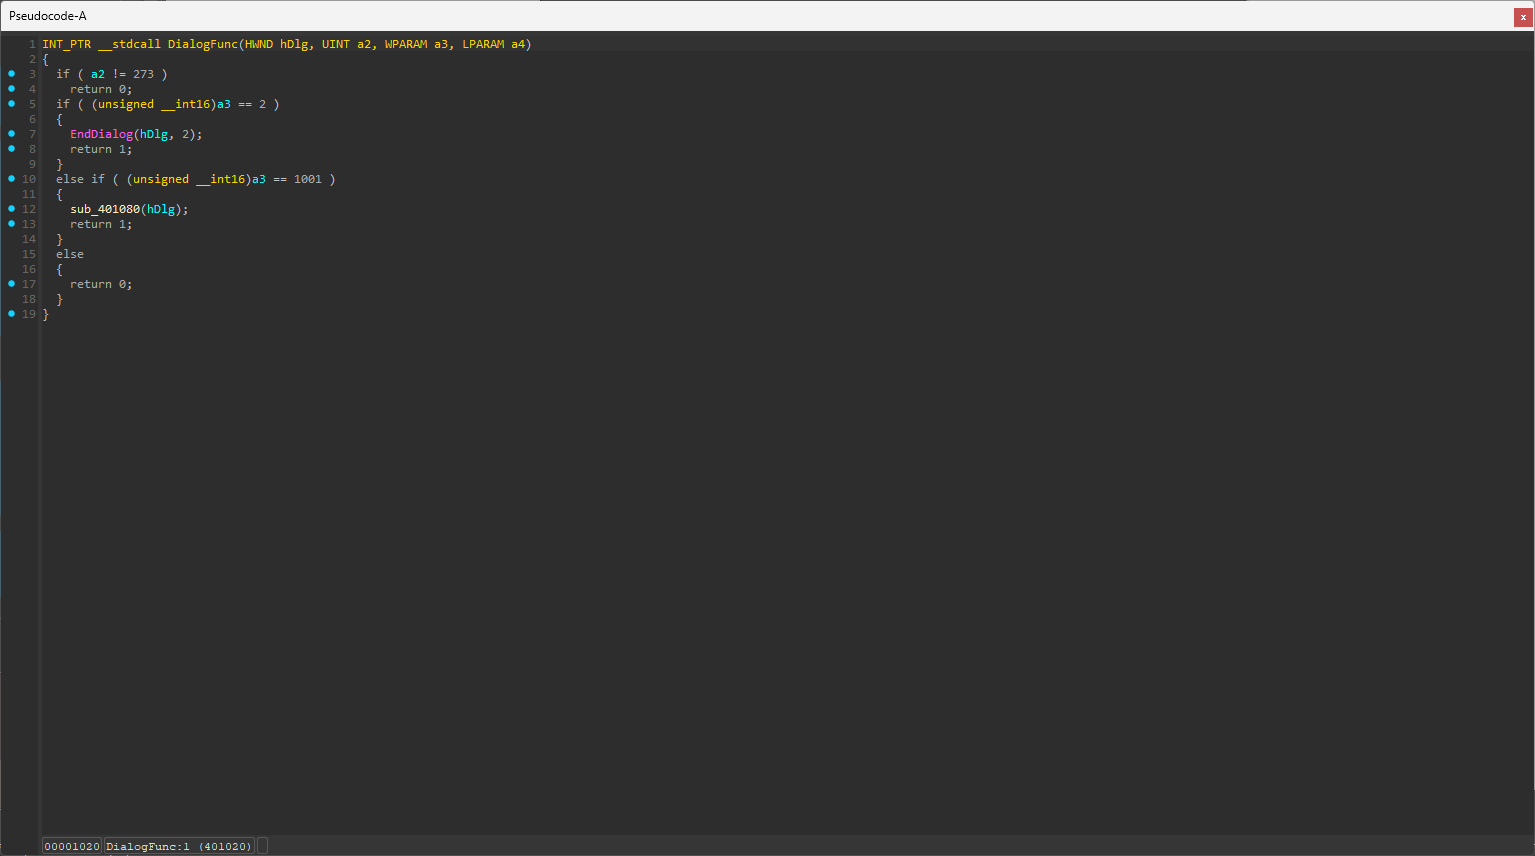 Pseudocode-A
x
1 INT_PTR __stdcall DialogFunc(HWND hDlg, UINT a2, WPARAM a3, LPARAM a4)
2 {
3   if ( a2 != 273 )
4     return 0;
5   if ( (unsigned __int16)a3 == 2 )
6   {
7     EndDialog(hDlg, 2);
8     return 1;
9   }
10   else if ( (unsigned __int16)a3 == 1001 )
11   {
12     sub_401080(hDlg);
13     return 1;
14   }
15   else
16   {
17     return 0;
18   }
19 }
00001020 DialogFunc:1 (401020)